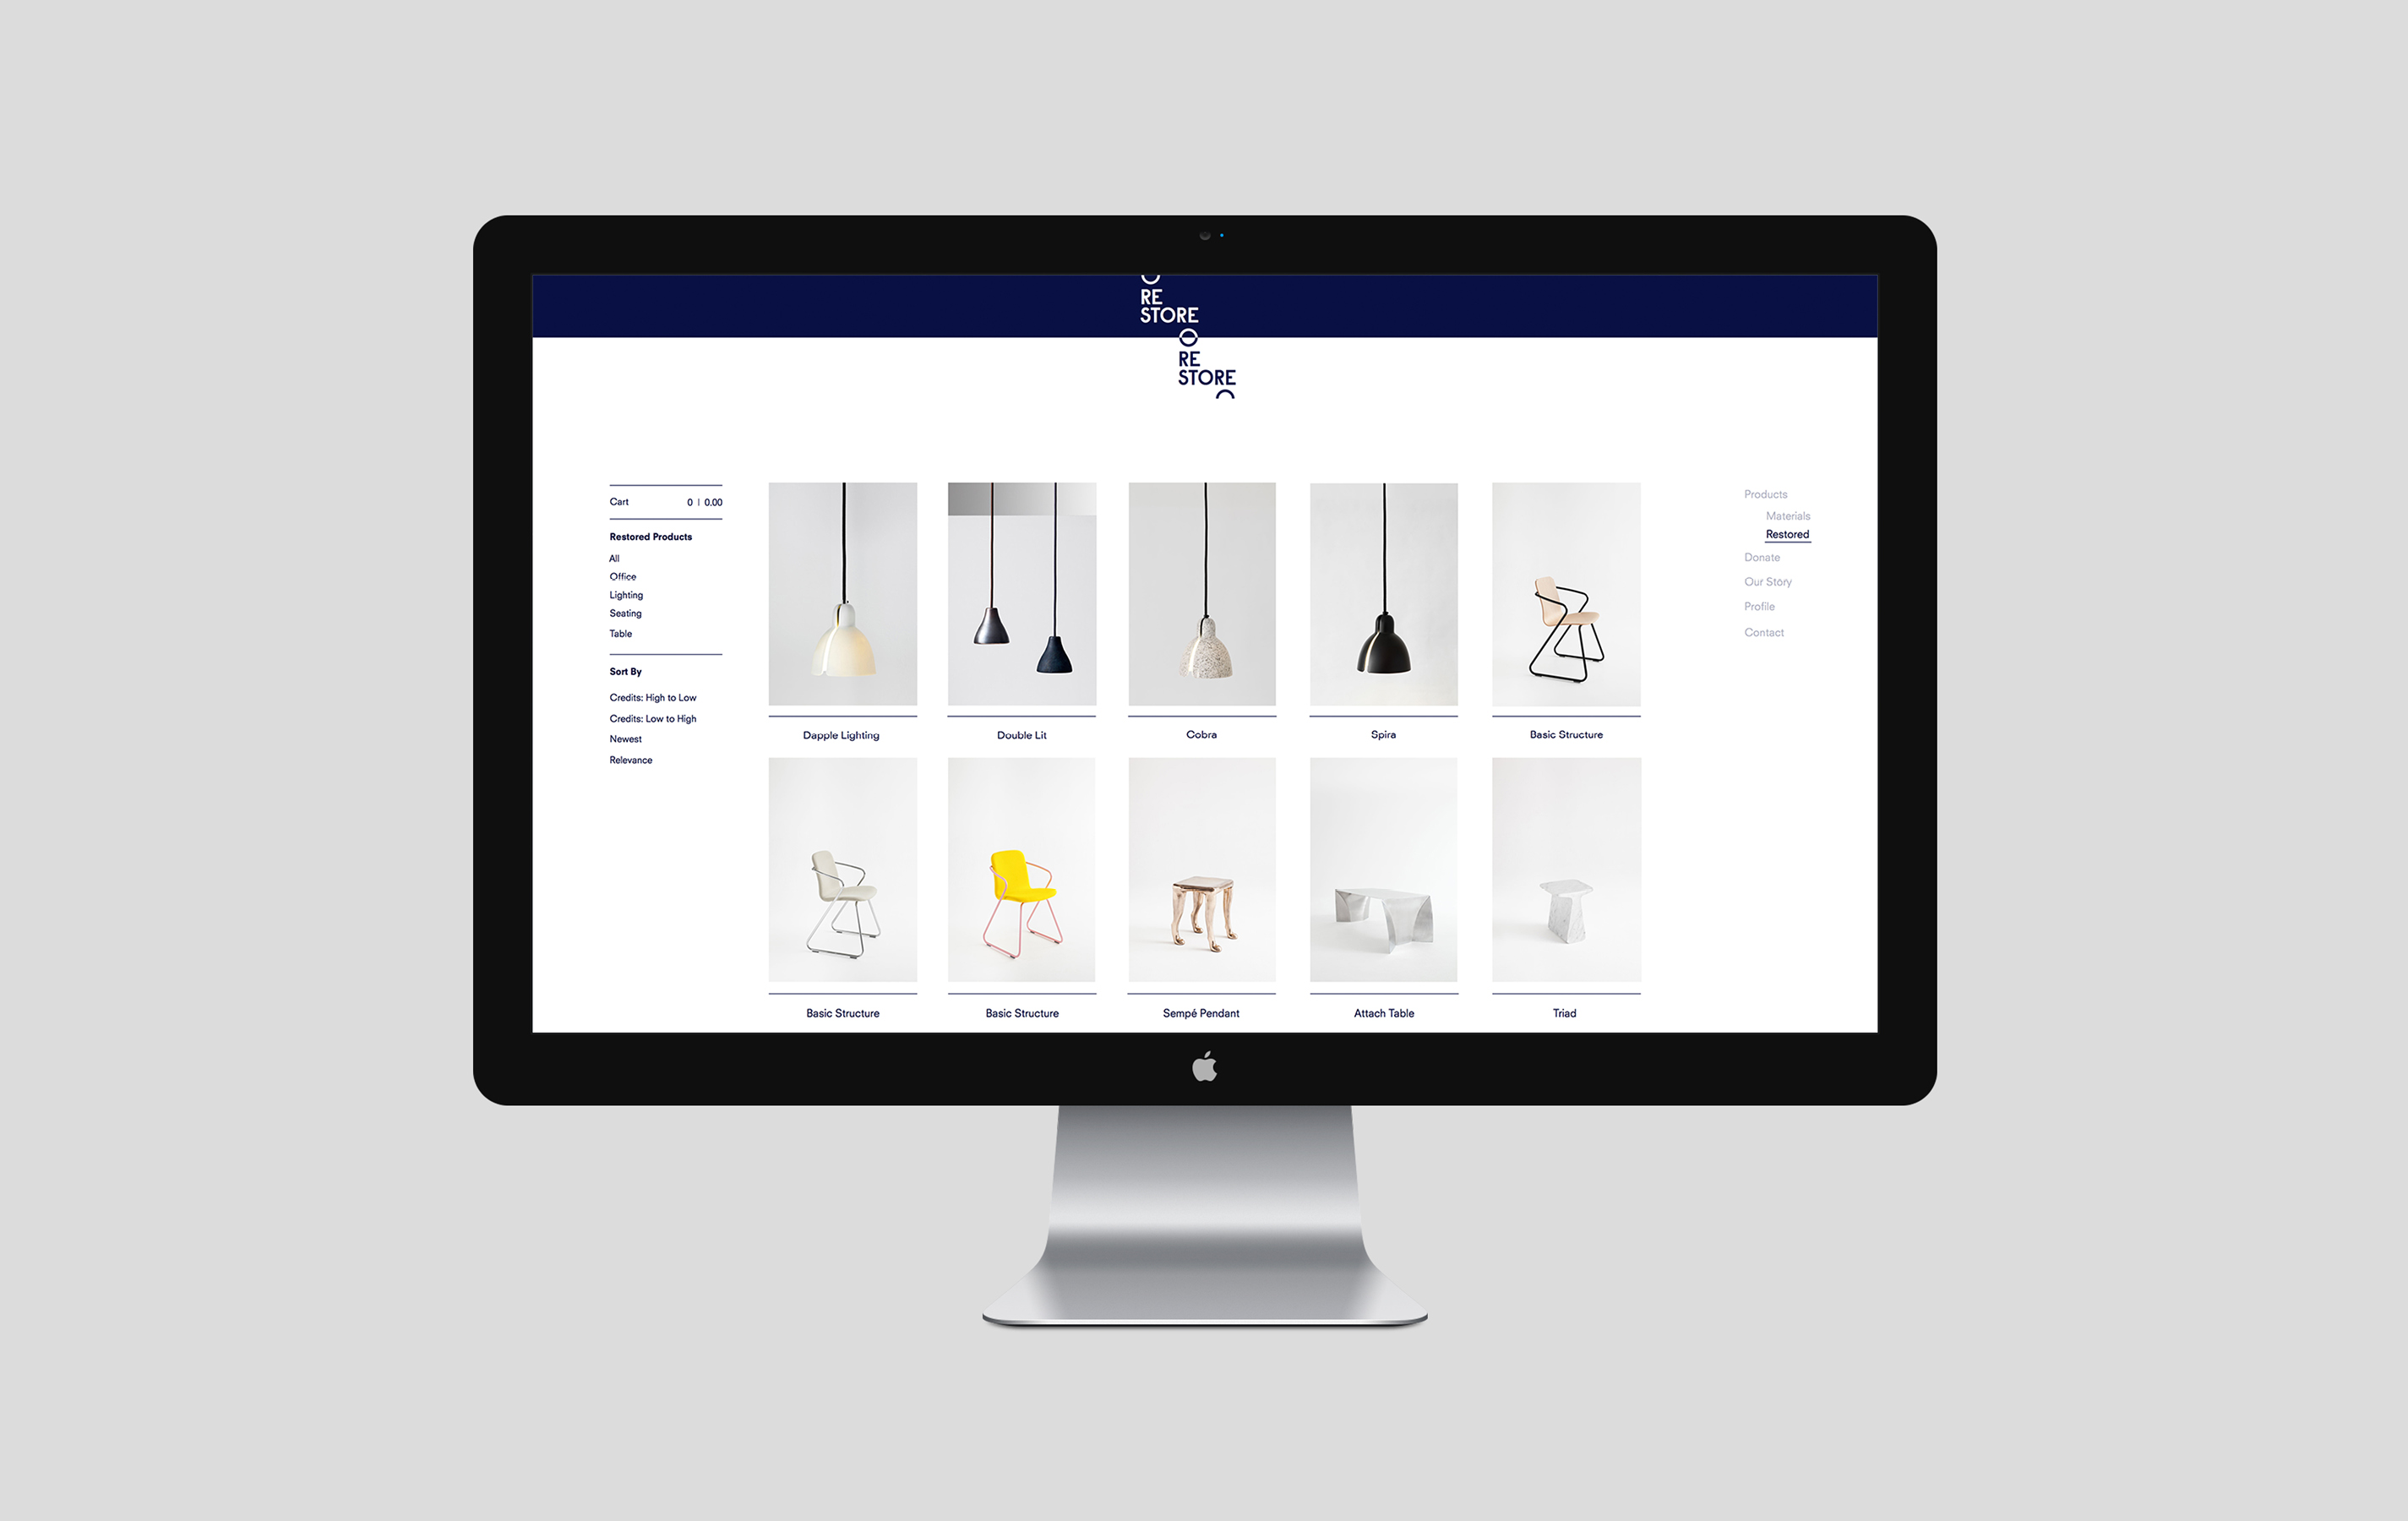 RE
STORE
RE
STORE
Cart 0 | 0.00
Restored Products
All
Office
Lighting
Seating
Table
Sort By
Credits: High to Low
Credits: Low to High
Newest
Relevance
Dapple Lighting
Double Lit
Cobra
Spira
Basic Structure
Basic Structure
Basic Structure
Sempé Pendant
Attach Table
Triad
Products
Materials
Restored
Donate
Our Story
Profile
Contact